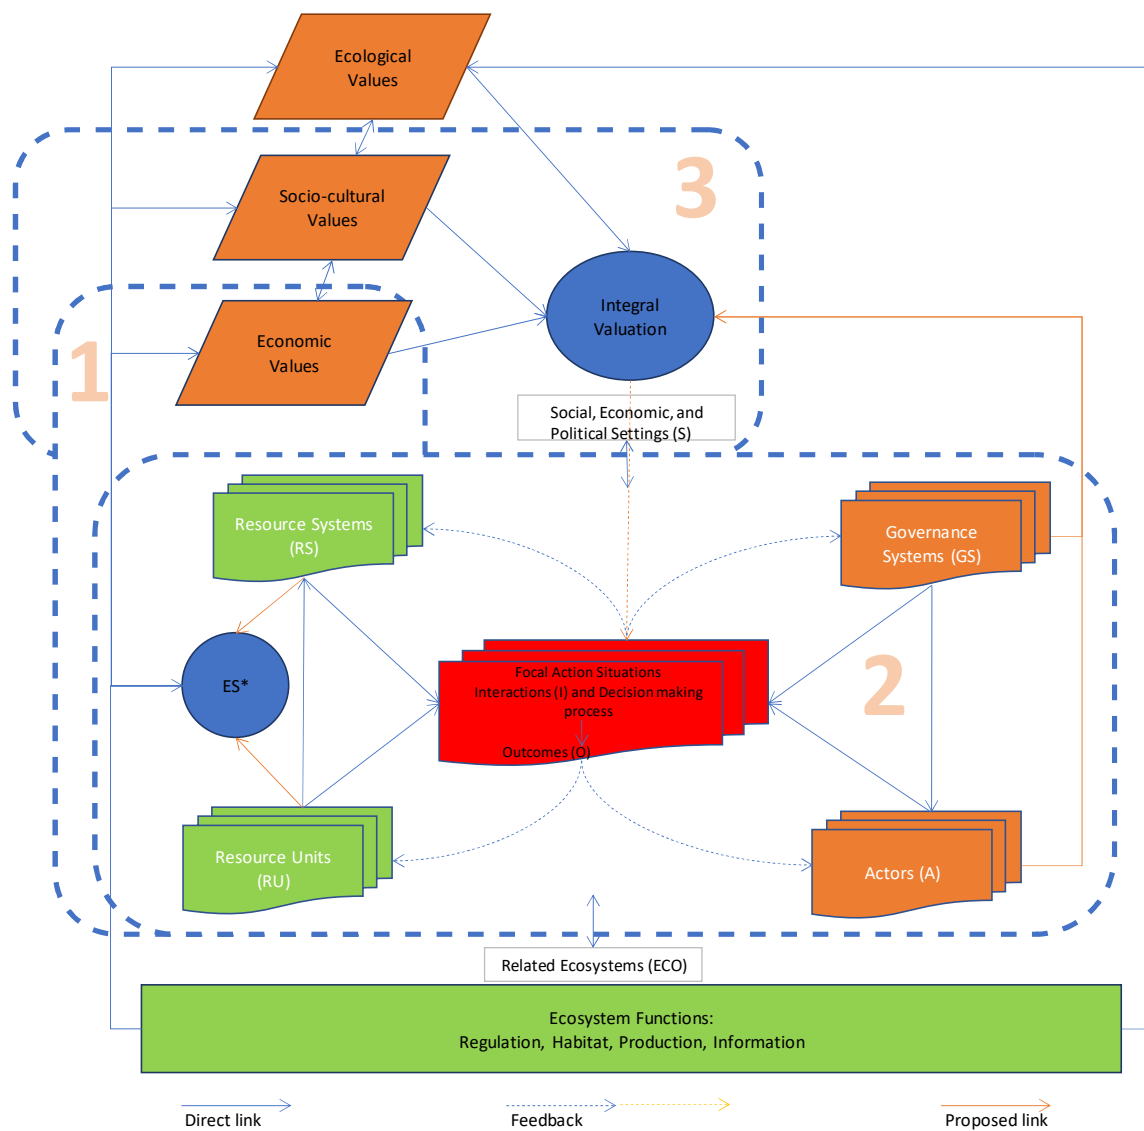 Ecological
Values
3
Socio-cultural
Values
Integral
Valuation
1
Economic
Values
Social, Economic, and
Political Settings (S)
Resource Systems
(RS)
Governance
Systems (GS)
ES*
Focal Action Situations
Interactions (I) and Decision making
process
Outcomes (O)
2
Resource Units
(RU)
Actors (A)
Related Ecosystems (ECO)
Ecosystem Functions:
Regulation, Habitat, Production, Information
Direct link
Feedback
Proposed link